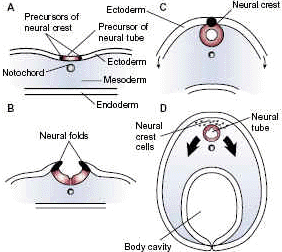 A
Precursors of
neural crest
Precursor of
neural tube
Ectoderm
Notochord
Mesoderm
Endoderm
B
Neural folds
C
Ectoderm
Neural crest
D
Neural
crest
cells
Neural
tube
Body cavity